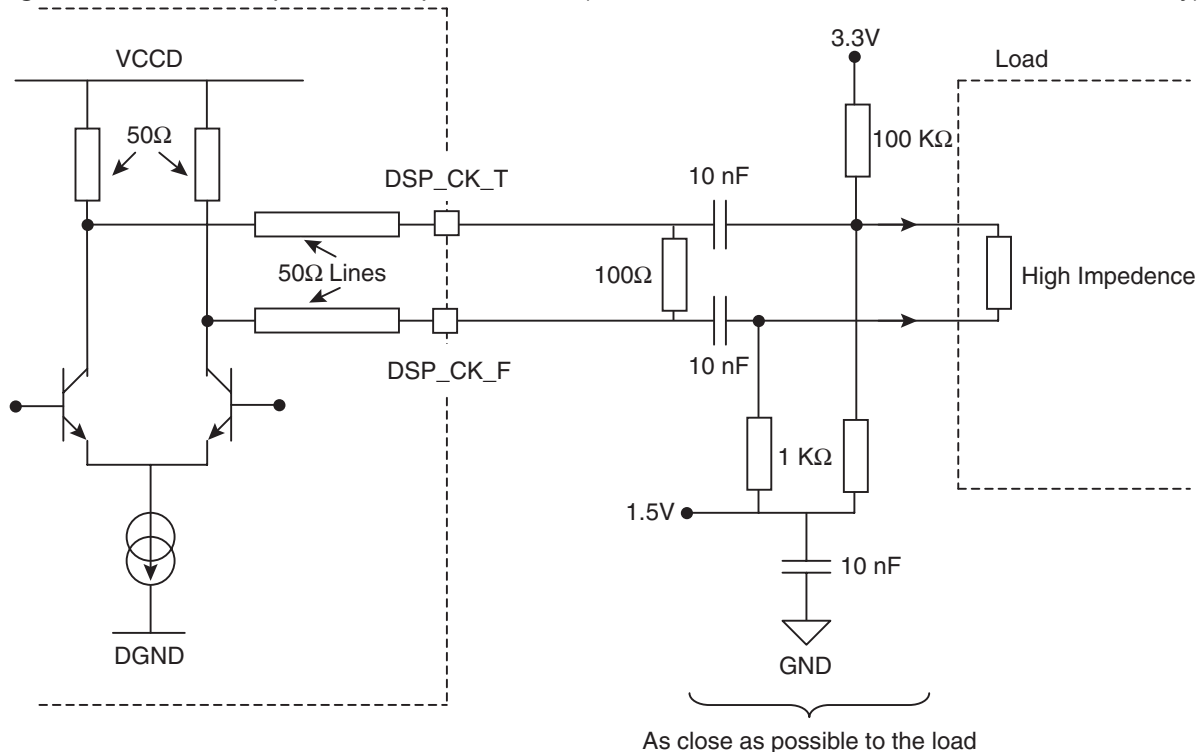 3.3V
VCCD
Load
50Ω
100 KΩ
DSP_CK_T
10 nF
50Ω Lines
100Ω
High Impedence
DSP_CK_F
10 nF
1 KΩ
1.5V
10 nF
DGND
GND
As close as possible to the load